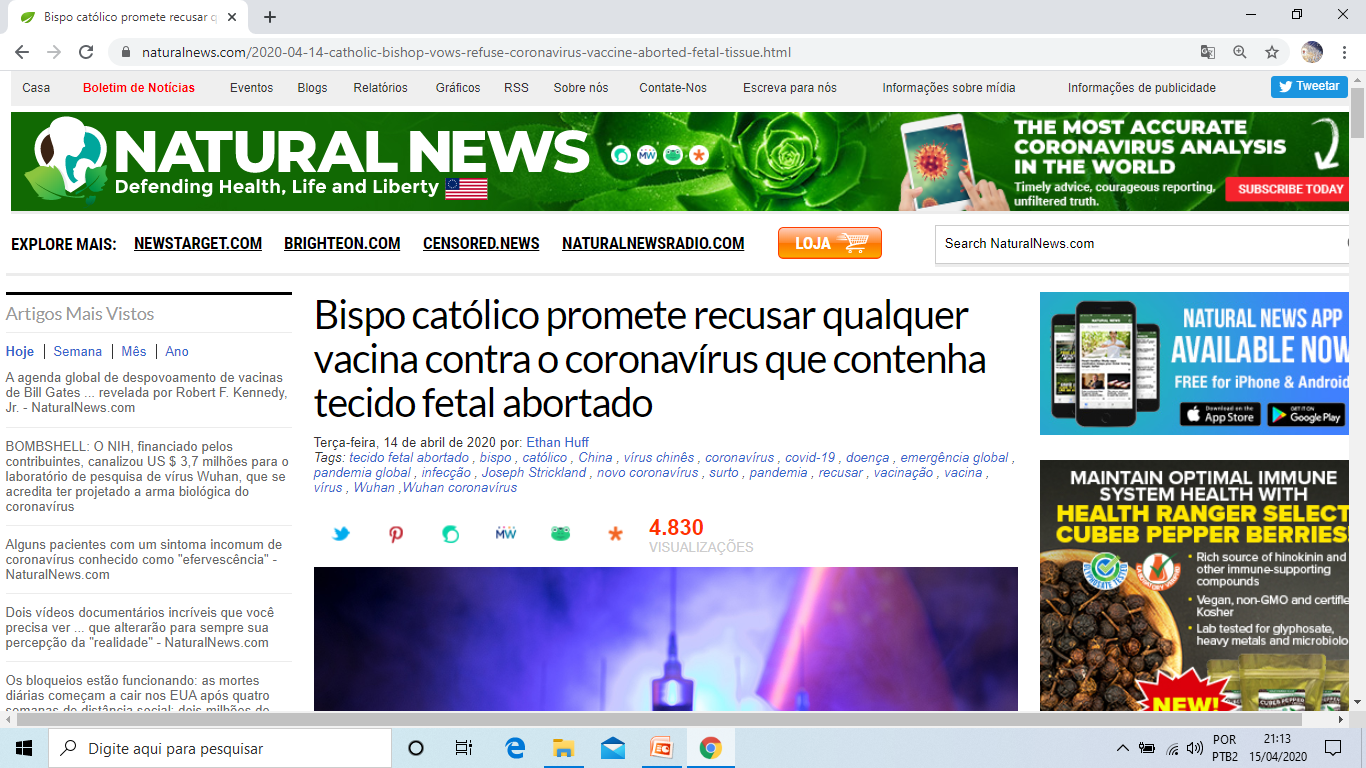 Bispo católico promete recusar q
naturalnews.com/2020-04-14-catholic-bishop-vows-refuse-coronavirus-vaccine-aborted-fetal-tissue.html
Casa Boletim de Notícias Eventos Blogs Relatórios Gráficos RSS Sobre nós Contate-Nos Escreva para nós Informações sobre mídia Informações de publicidade Tweetar
NATURAL NEWS
Defending Health, Life and Liberty
MW
THE MOST ACCURATE
CORONAVIRUS ANALYSIS
IN THE WORLD
Timely advice, courageous reporting,
unfiltered truth.
SUBSCRIBE TODAY
EXPLORE MAIS: NEWSTARGET.COM BRIGHTEON.COM CENSORED.NEWS NATURALNEWSRADIO.COM LOJA Search NaturalNews.com
Artigos Mais Vistos
Hoje Semana Mês Ano
A agenda global de despovoamento de vacinas
de Bill Gates ... revelada por Robert F. Kennedy,
Jr. - NaturalNews.com
BOMBSHELL: O NIH, financiado pelos
contribuintes, canalizou US $ 3,7 milhões para o
laboratório de pesquisa de vírus Wuhan, que se
acredita ter projetado a arma biológica do
coronavírus
Alguns pacientes com um sintoma incomum de
coronavírus conhecido como "efervescência" -
NaturalNews.com
Dois vídeos documentários incríveis que você
precisa ver ... que alterarão para sempre sua
percepção da "realidade" - NaturalNews.com
Os bloqueios estão funcionando: as mortes
diárias começam a cair nos EUA após quatro
semanas de distância social; dois milhões de
Bispo católico promete recusar qualquer
vacina contra o coronavírus que contenha
tecido fetal abortado
Terça-feira, 14 de abril de 2020 por: Ethan Huff
Tags: tecido fetal abortado , bispo , católico , China , vírus chinês , coronavírus , covid-19 , doença , emergência global ,
pandemia global , infecção , Joseph Strickland , novo coronavírus , surto , pandemia , recusar , vacinação , vacina ,
vírus , Wuhan ,Wuhan coronavírus
MW
4.830
VISUALIZAÇÕES
NATURAL NEWS APP
AVAILABLE NOW
FREE for iPhone & Android
Download on the
App Store
GET IT ON
Google Play
MAINTAIN OPTIMAL IMMUNE
SYSTEM HEALTH WITH
HEALTH RANGER SELECT
CUBEB PEPPER BERRIES!
• Rich source of hinokinin and
other immune-supporting
compounds
• Vegan, non-GMO and certifie
Kosher
• Lab tested for glyphosate,
heavy metals and microbiolo
NEW!
Digite aqui para pesquisar
POR
PTB2
21:13
15/04/2020